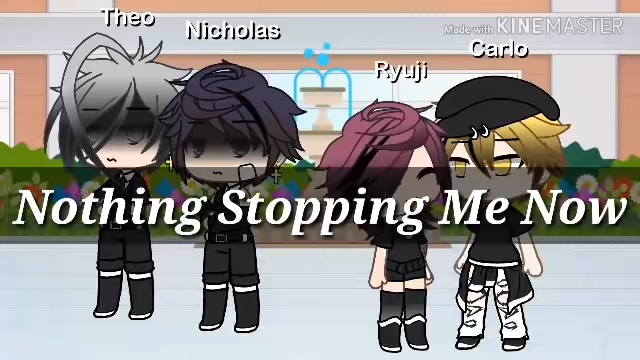 Theo
Nicholas
Made with KINEMASTER
Carlo
Ryuji
Nothing Stopping Me Now